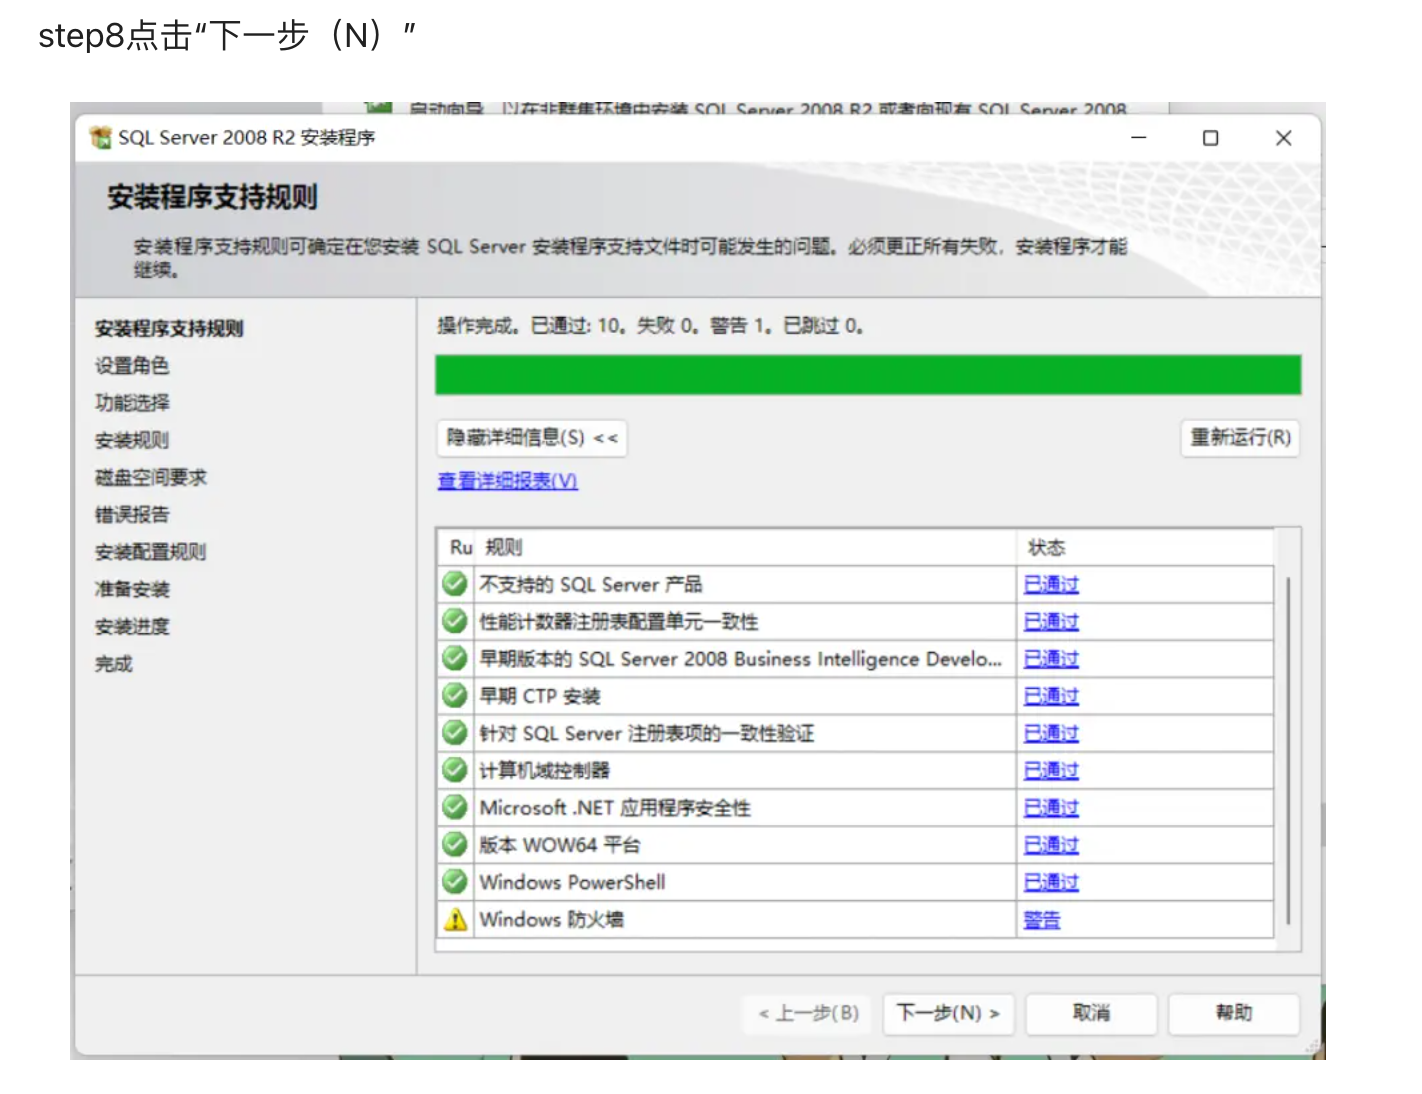 step8点击“下一步（N）”
启动向导，以在非群集环境中安装 SQL Server 2008 R2 或者向现有 SQL Server 2008
SQL Server 2008 R2 安装程序
安装程序支持规则
安装程序支持规则可确定在您安装 SQL Server 安装程序支持文件时可能发生的问题。必须更正所有失败，安装程序才能
继续。
安装程序支持规则
设置角色
功能选择
安装规则
磁盘空间要求
错误报告
安装配置规则
准备安装
安装进度
完成
操作完成。已通过: 10。失败 0。警告 1。已跳过 0。
隐藏详细信息(S) <<
重新运行(R)
查看详细报表(V)
Ru 规则 状态
不支持的 SQL Server 产品 已通过
性能计数器注册表配置单元一致性 已通过
早期版本的 SQL Server 2008 Business Intelligence Develo... 已通过
早期 CTP 安装 已通过
针对 SQL Server 注册表项的一致性验证 已通过
计算机域控制器 已通过
Microsoft .NET 应用程序安全性 已通过
版本 WOW64 平台 已通过
Windows PowerShell 已通过
Windows 防火墙 警告
< 上一步(B) 下一步(N) > 取消 帮助